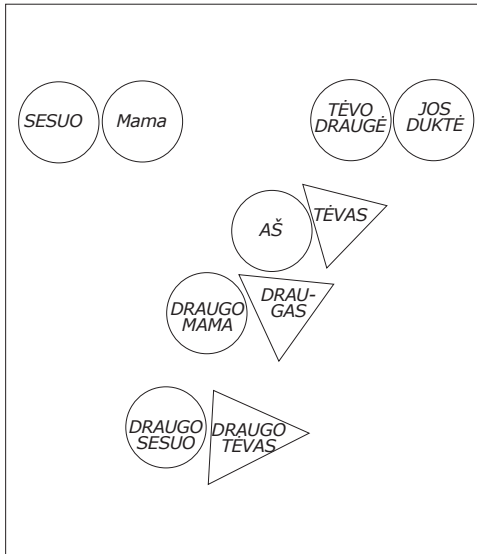 SESUO
Mama
TĖVO
DRAUGĖ
JOS
DUKTĖ
TĖVAS
AŠ
DRAU-
GAS
DRAUGO
MAMA
DRAUGO
SESUO
DRAUGO
TĖVAS